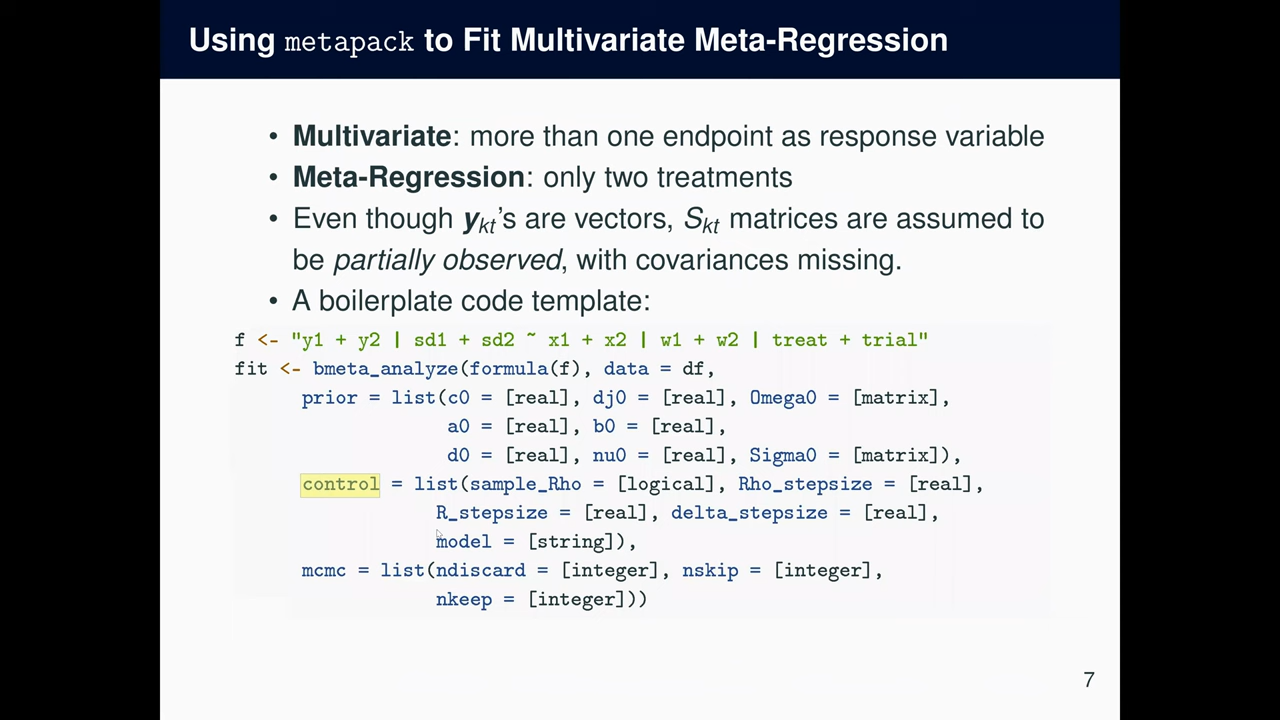 Using metapack to Fit Multivariate Meta-Regression
• Multivariate: more than one endpoint as response variable
• Meta-Regression: only two treatments
• Even though ykt's are vectors, Skt matrices are assumed to
be partially observed, with covariances missing.
• A boilerplate code template:
f <- "y1 + y2 | sd1 + sd2 ~ x1 + x2 | w1 + w2 | treat + trial"
fit <- bmeta_analyze(formula(f), data = df,
prior = list(c0 = [real], dj0 = [real], Omega0 = [matrix],
a0 = [real], b0 = [real],
d0 = [real], nu0 = [real], Sigma0 = [matrix]),
control = list(sample_Rho = [logical], Rho_stepsize = [real],
R_stepsize = [real], delta_stepsize = [real],
model = [string]),
mcmc = list(ndiscard = [integer], nskip = [integer],
nkeep = [integer]))
7